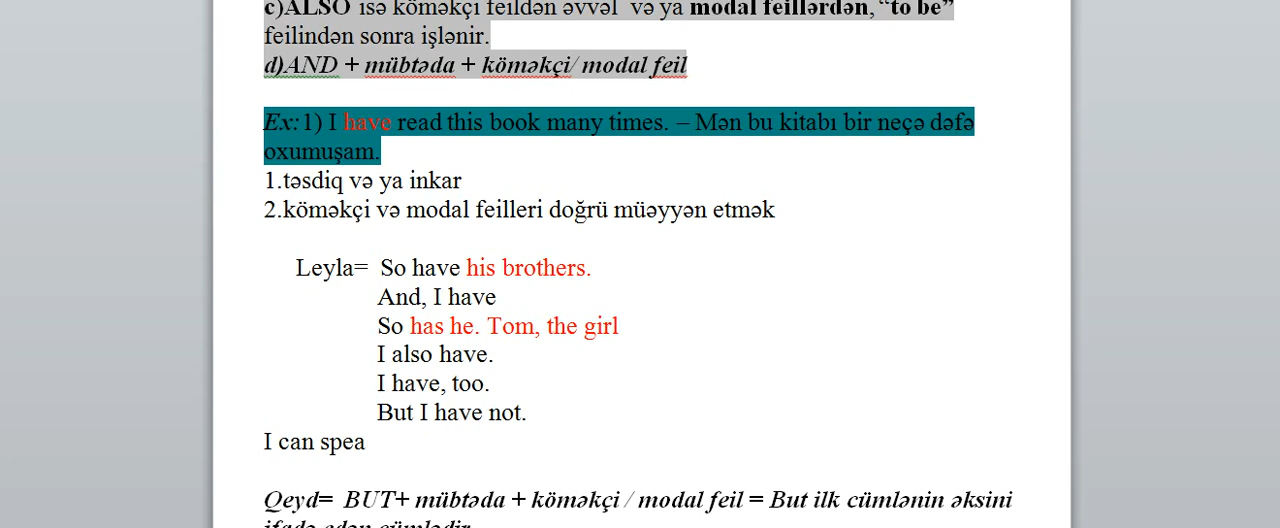 c)ALSO isə köməkçi feildən əvvəl və ya modal feillərdən, “to be”
feilindən sonra işlənir.
d)AND + mübtəda + köməkçi/ modal feil
Ex:1) I have read this book many times. – Mən bu kitabı bir neçə dəfə
oxumuşam.
1.təsdiq və ya inkar
2.köməkçi və modal feilleri doğrü müəyyən etmək
Leyla= So have his brothers.
And, I have
So has he. Tom, the girl
I also have.
I have, too.
But I have not.
I can spea
Qeyd= BUT+ mübtəda + köməkçi / modal feil = But ilk cümlənin əksini
ifadə edən cümlədir